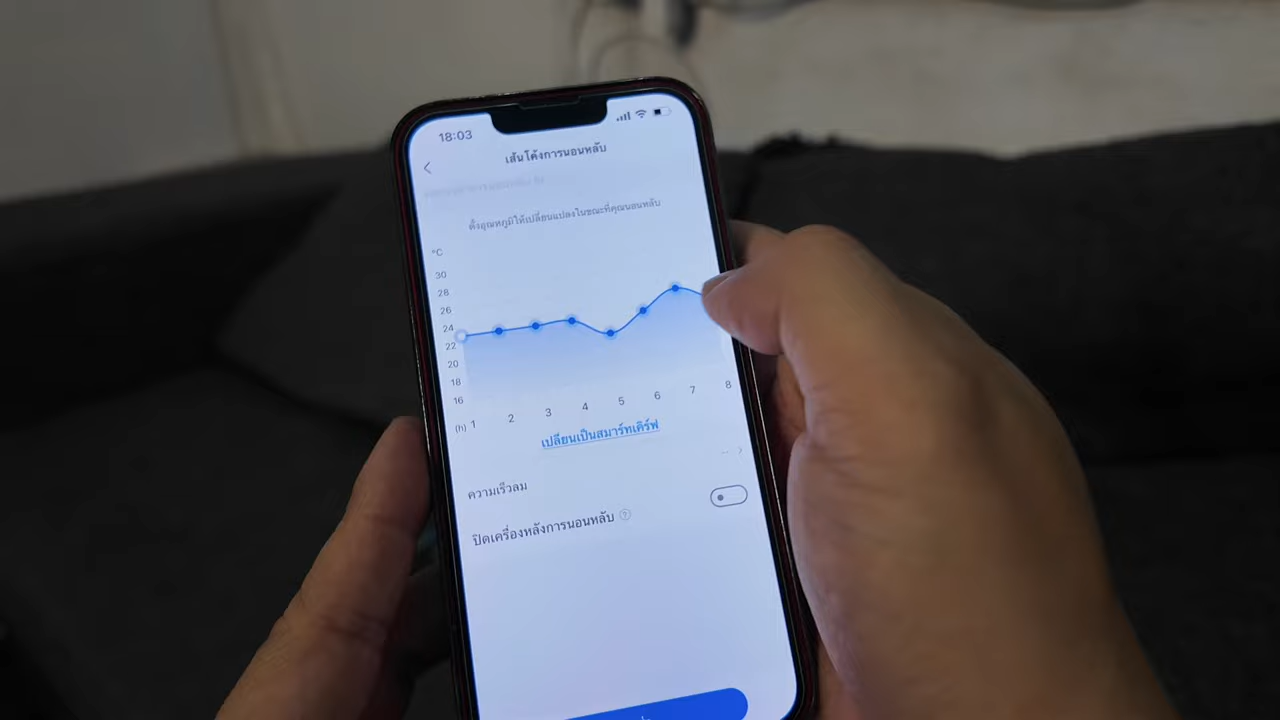 18:03
เส้นโค้งการนอนหลับ
ตั้งอุณหภูมิให้เปลี่ยนแปลงในขณะที่คุณนอนหลับ
°C
30
28
26
24
22
20
18
16
(h) 1 2 3 4 5 6 7 8
เปลี่ยนเป็นสมาร์ทเคิร์ฟ
ความเร็วลม --
ปิดเครื่องหลังการนอนหลับ ?